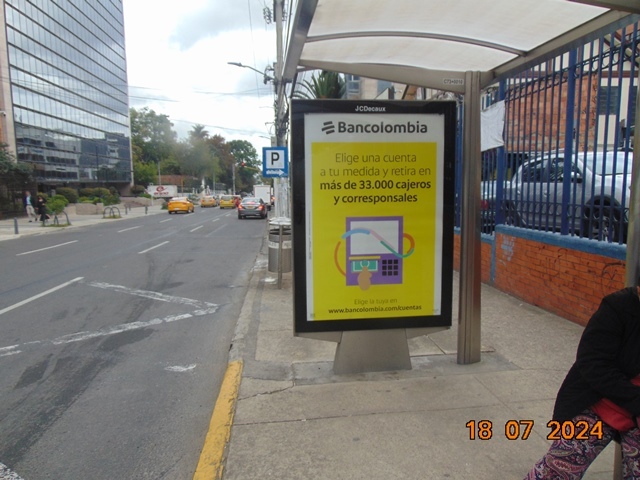 JCDecaux
Bancolombia
Elige una cuenta
a tu medida y retira en
más de 33.000 cajeros
y corresponsales
Elige la tuya en
www.bancolombia.com/cuentas
P
18 07 2024